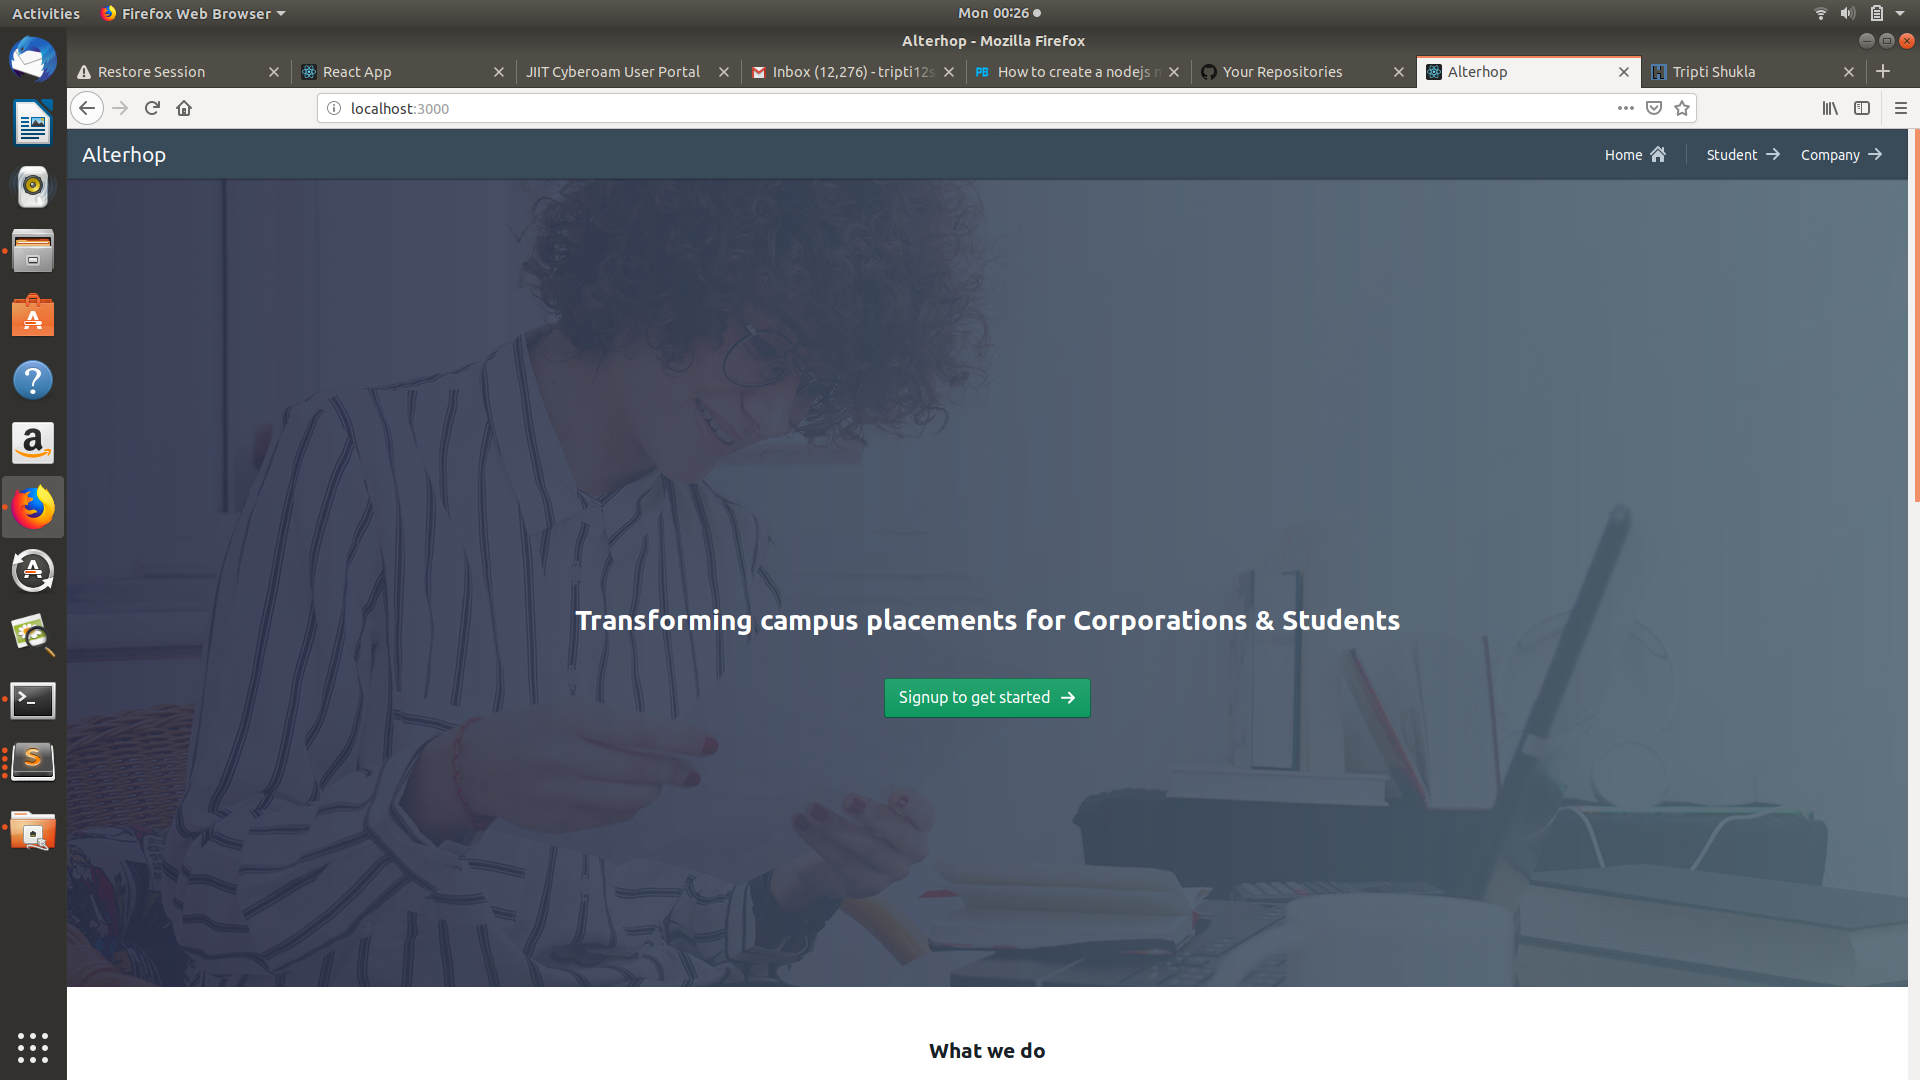 Activities Firefox Web Browser Mon 00:26
Alterhop - Mozilla Firefox
Restore Session React App JIIT Cyberoam User Portal Inbox (12,276) - tripti12s How to create a nodejs Your Repositories Alterhop Tripti Shukla
localhost:3000
Alterhop Home Student Company
Transforming campus placements for Corporations & Students
Signup to get started
What we do